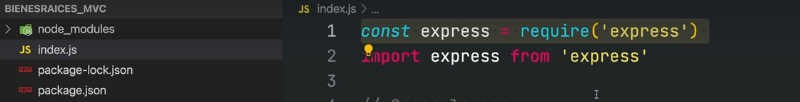 BIENESRAICES_MVC
node_modules
JS index.js
package-lock.json
package.json
JS index.js > ...
1 const express = require('express')
2 import express from 'express'
3